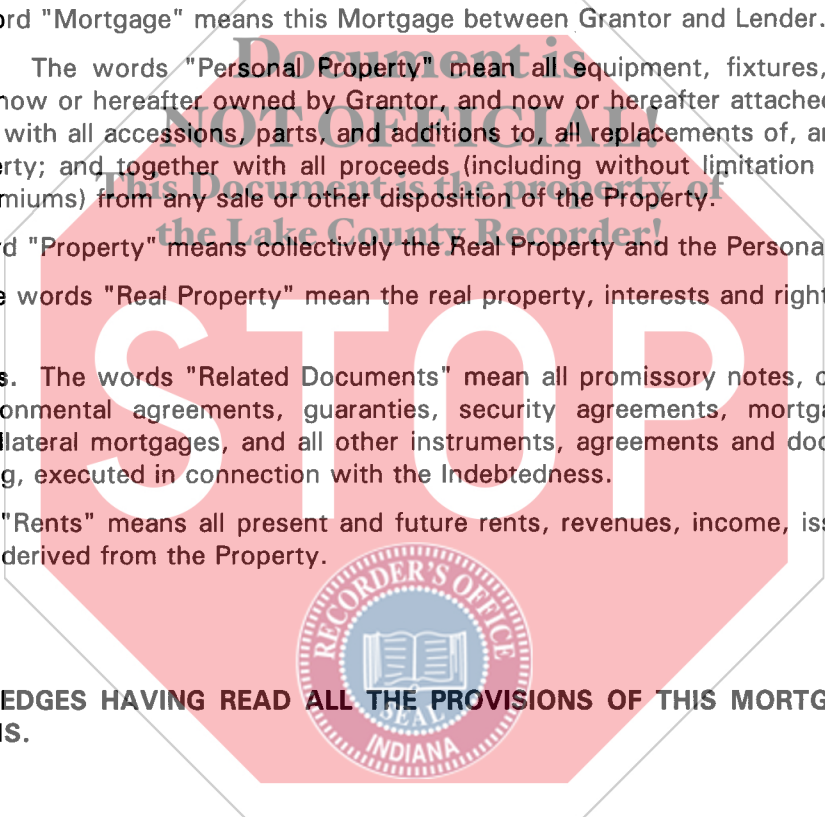 ord "Mortgage" means this Mortgage between Grantor and Lender.
Document is
The words "Personal Property" mean all equipment, fixtures,
now or hereafter owned by Grantor, and now or hereafter attached
NOT OFFICIAL!
with all accessions, parts, and additions to, all replacements of, an
erty; and together with all proceeds (including without limitation
This Document is the property of
miums) from any sale or other disposition of the Property.
the Lake County Recorder!
rd "Property" means collectively the Real Property and the Persona
e words "Real Property" mean the real property, interests and right
STOP
s. The words "Related Documents" mean all promissory notes, c
onmental agreements, guaranties, security agreements, mortga
llateral mortgages, and all other instruments, agreements and doc
g, executed in connection with the Indebtedness.
"Rents" means all present and future rents, revenues, income, iss
derived from the Property.
RECORDER'S OFFICE
SEAL
INDIANA
EDGES HAVING READ ALL THE PROVISIONS OF THIS MORTG
IS.